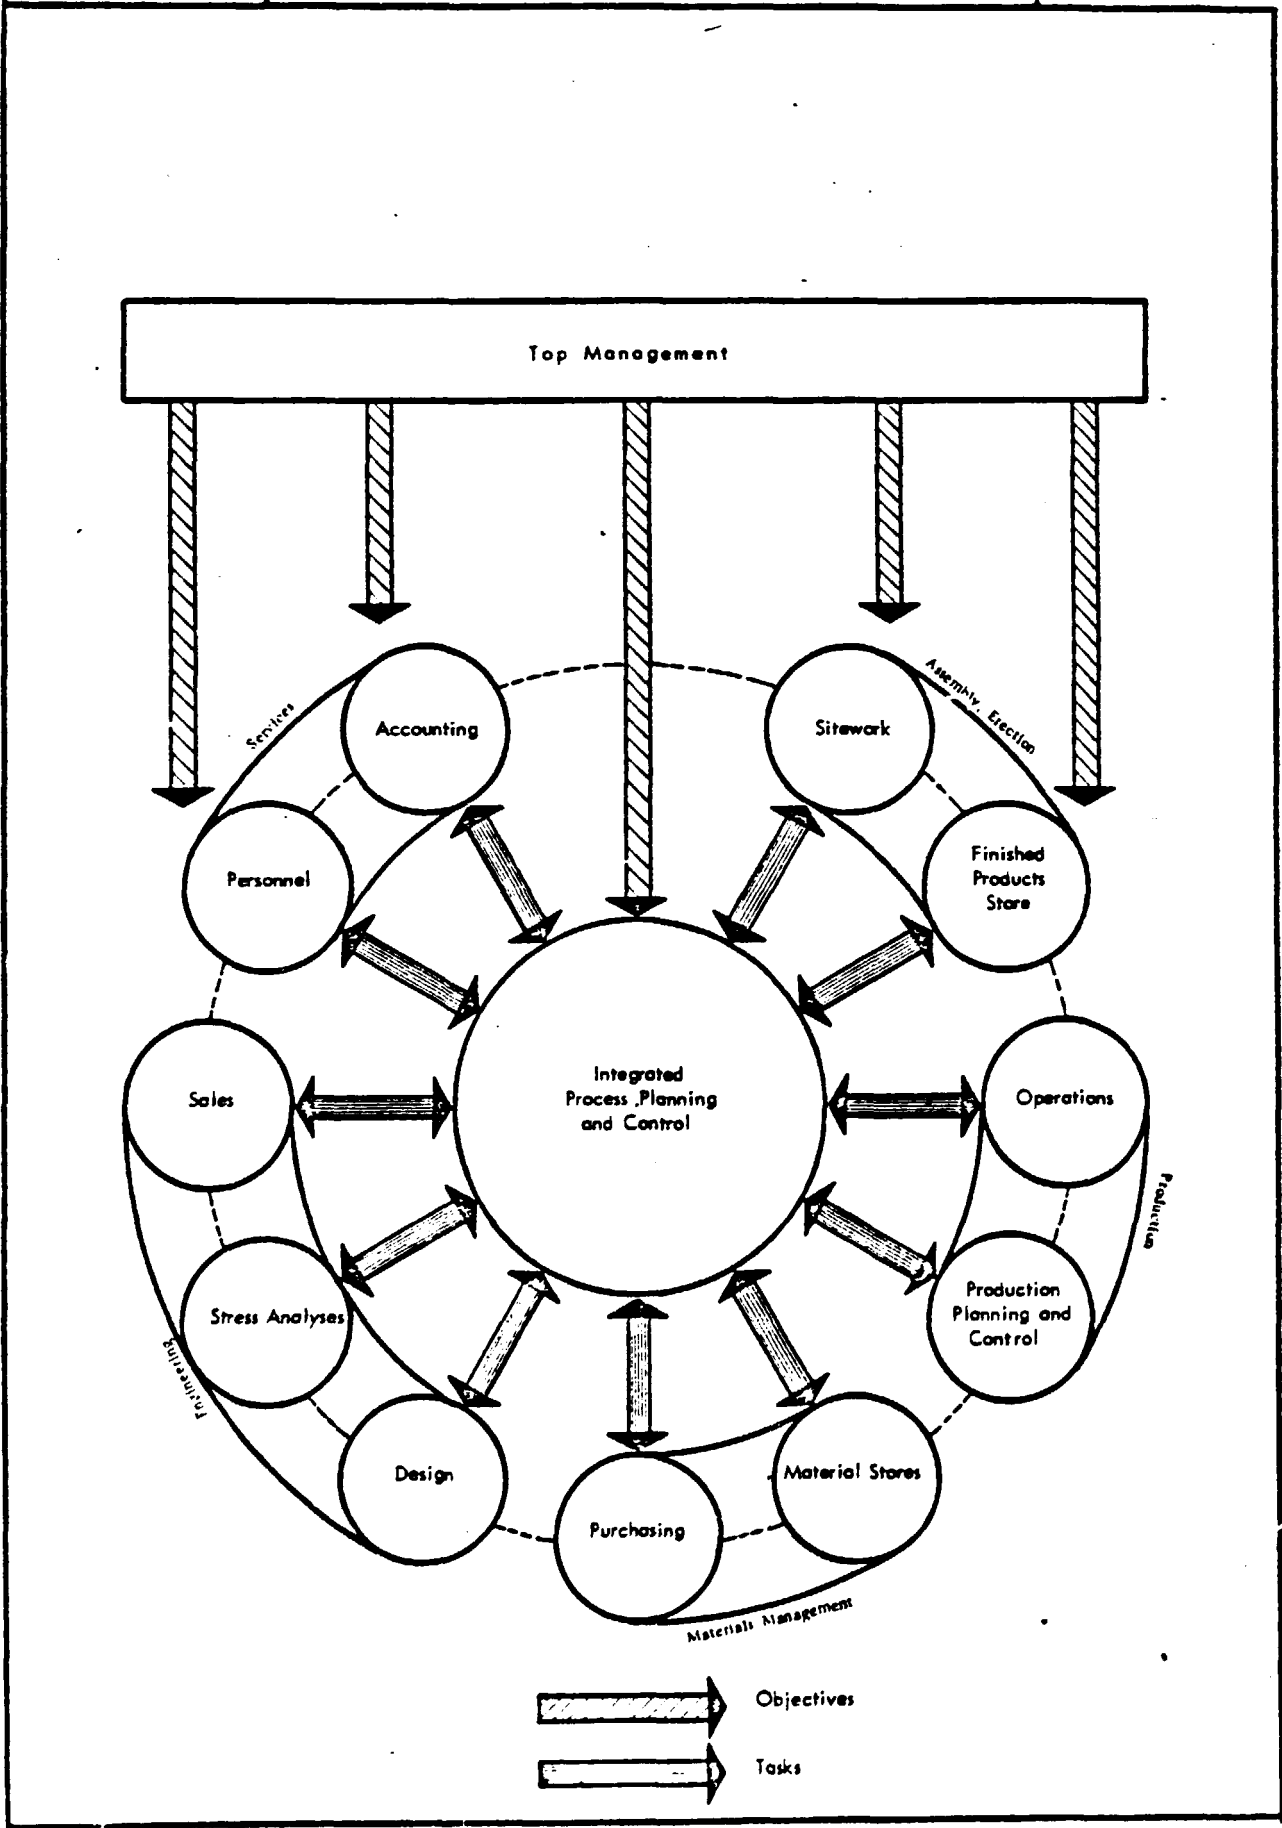 Top Management
Services
Accounting
Sitework
Assembly, Erection
Personnel
Finished
Products
Store
Sales
Integrated
Process, Planning
and Control
Operations
Production
Stress Analyses
Production
Planning and
Control
Engineering
Design
Material Stores
Purchasing
Materials Management
Objectives
Tasks